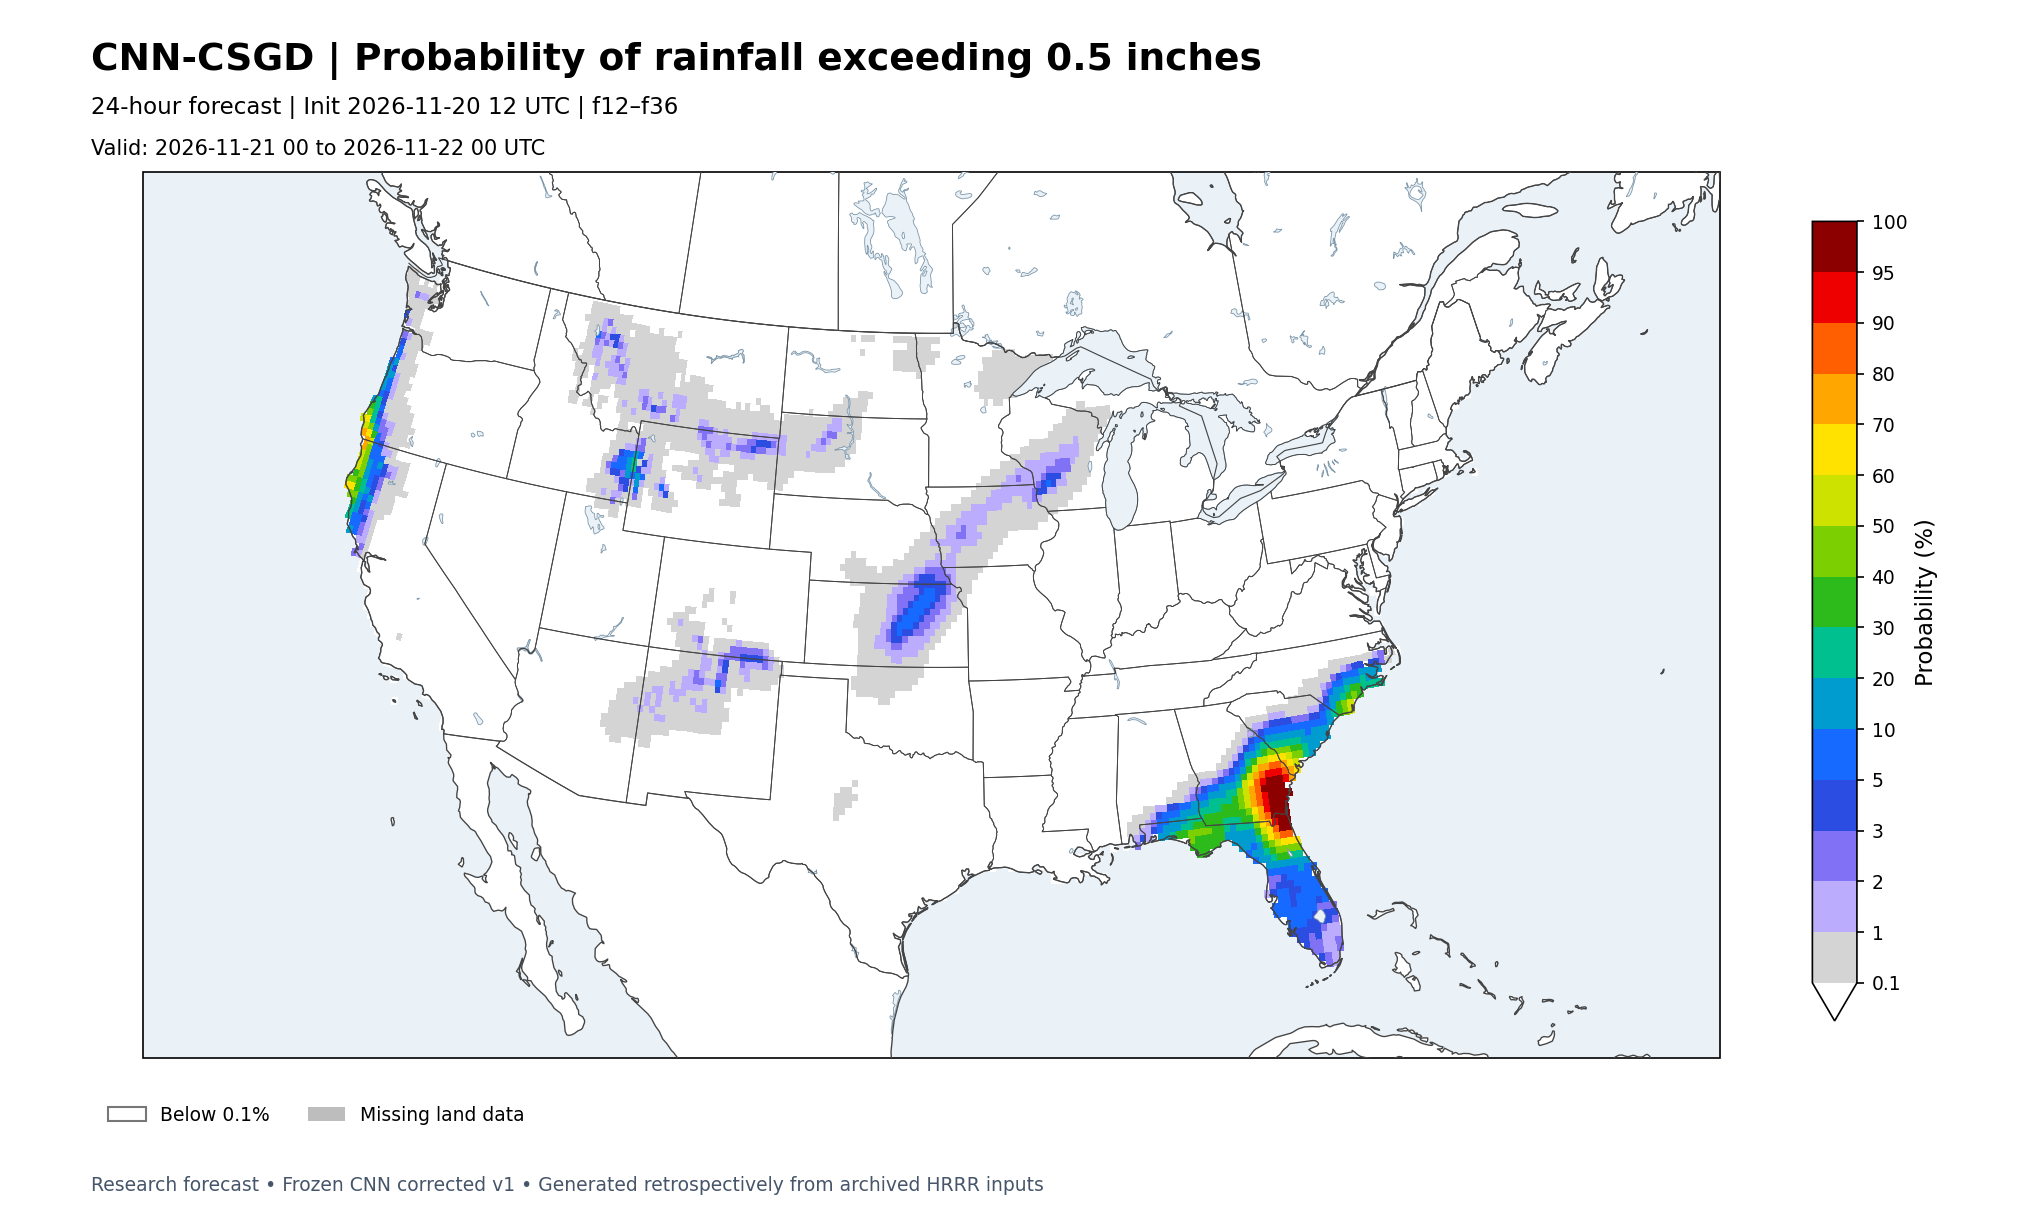 CNN-CSGD | Probability of rainfall exceeding 0.5 inches
24-hour forecast | Init 2026-11-20 12 UTC | f12–f36
Valid: 2026-11-21 00 to 2026-11-22 00 UTC
100
95
90
80
70
60
50
40
30
20
10
5
3
2
1
0.1
Probability (%)
Below 0.1%
Missing land data
Research forecast • Frozen CNN corrected v1 • Generated retrospectively from archived HRRR inputs